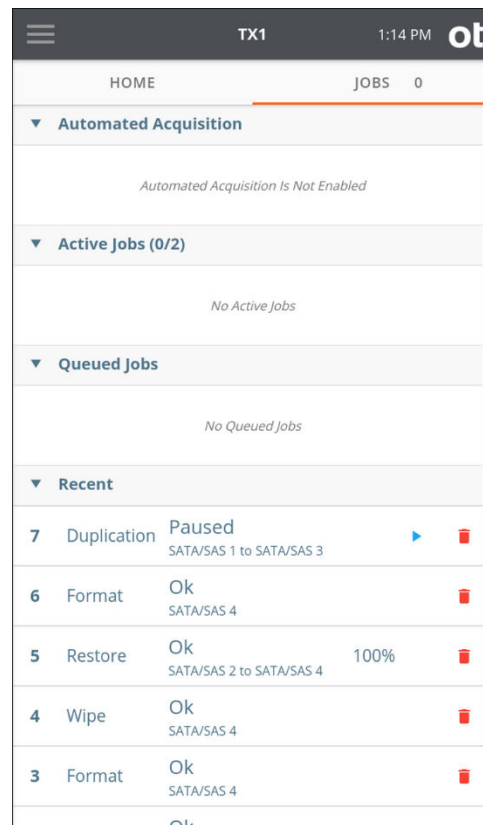 TX1 1:14 PM ot
HOME JOBS 0
Automated Acquisition
Automated Acquisition Is Not Enabled
Active Jobs (0/2)
No Active Jobs
Queued Jobs
No Queued Jobs
Recent
7 Duplication Paused
SATA/SAS 1 to SATA/SAS 3
6 Format Ok
SATA/SAS 4
5 Restore Ok 100%
SATA/SAS 2 to SATA/SAS 4
4 Wipe Ok
SATA/SAS 4
3 Format Ok
SATA/SAS 4